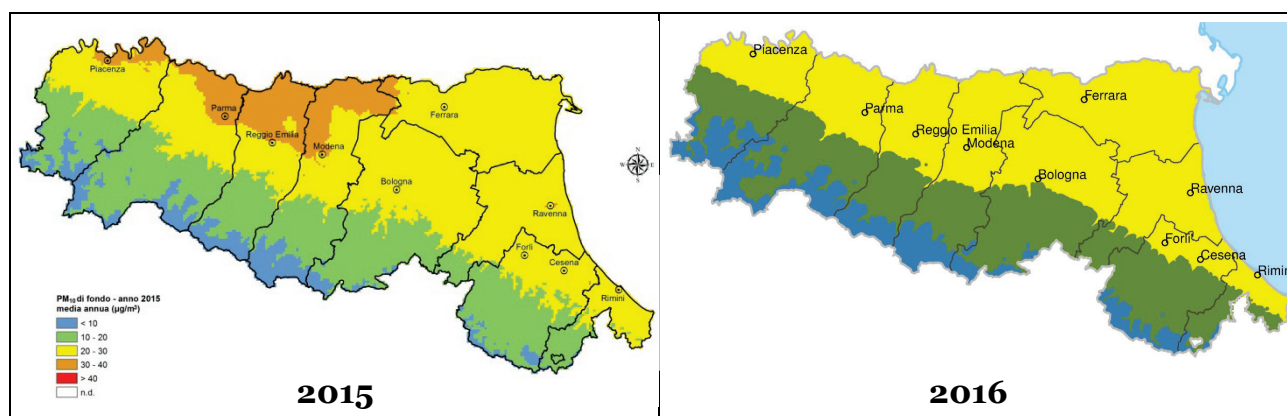 Piacenza
Parma
Reggio Emilia
Modena
Ferrara
Bologna
Ravenna
Forlì
Cesena
Rimini
N
W E
S
PM10 di fondo - anno 2015
media annua (µg/m³)
< 10
10 - 20
20 - 30
30 - 40
> 40
n.d.
2015
Piacenza
Parma
Reggio Emilia
Modena
Ferrara
Bologna
Ravenna
Forli'
Cesena
Rimin
2016